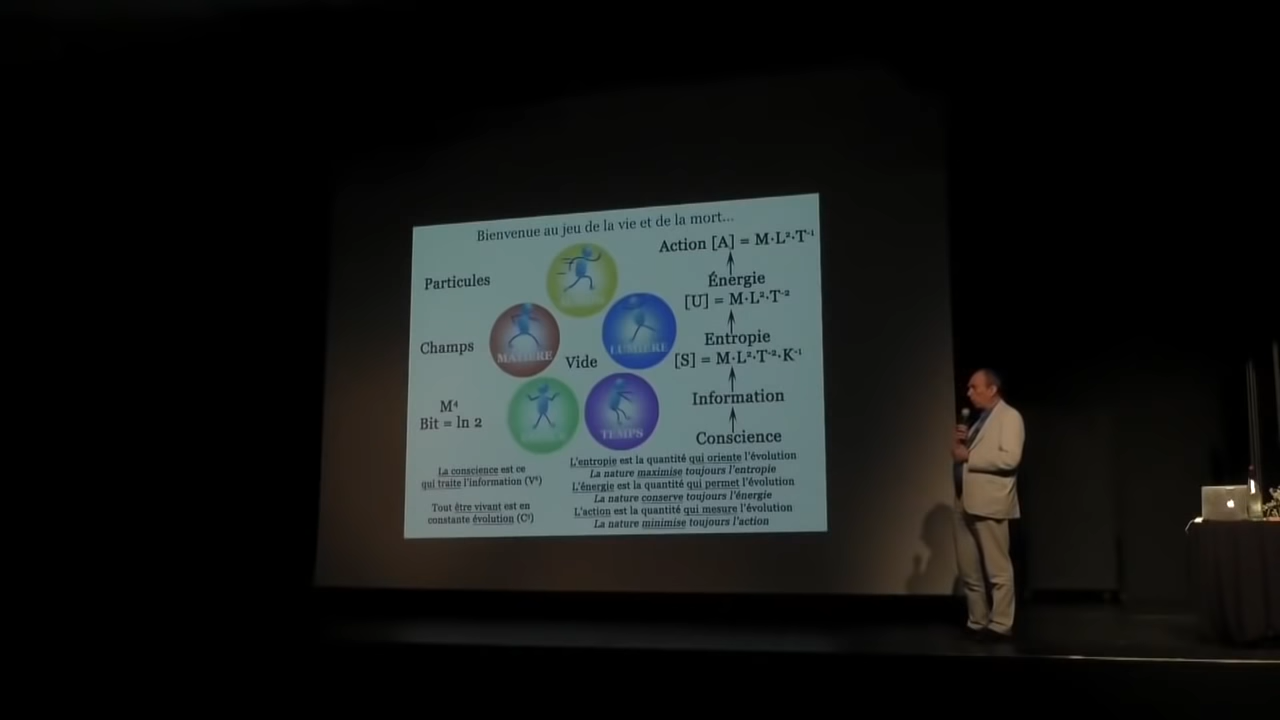 Bienvenue au jeu de la vie et de la mort...
Particules
Champs
M⁴
Bit = ln 2
La conscience est ce
qui traite l'information
Tout être vivant est en
constante évolution
MATIÈRE
LUMIÈRE
Vide
TEMPS
Action [A] = M·L²·T⁻¹
Énergie
[U] = M·L²·T⁻²
Entropie
[S] = M·L²·T⁻²·K⁻¹
Information
Conscience
L'entropie est la quantité qui oriente l'évolution
La nature maximise toujours l'entropie
L'énergie est la quantité qui permet l'évolution
La nature conserve toujours l'énergie
L'action est la quantité qui mesure l'évolution
La nature minimise toujours l'action